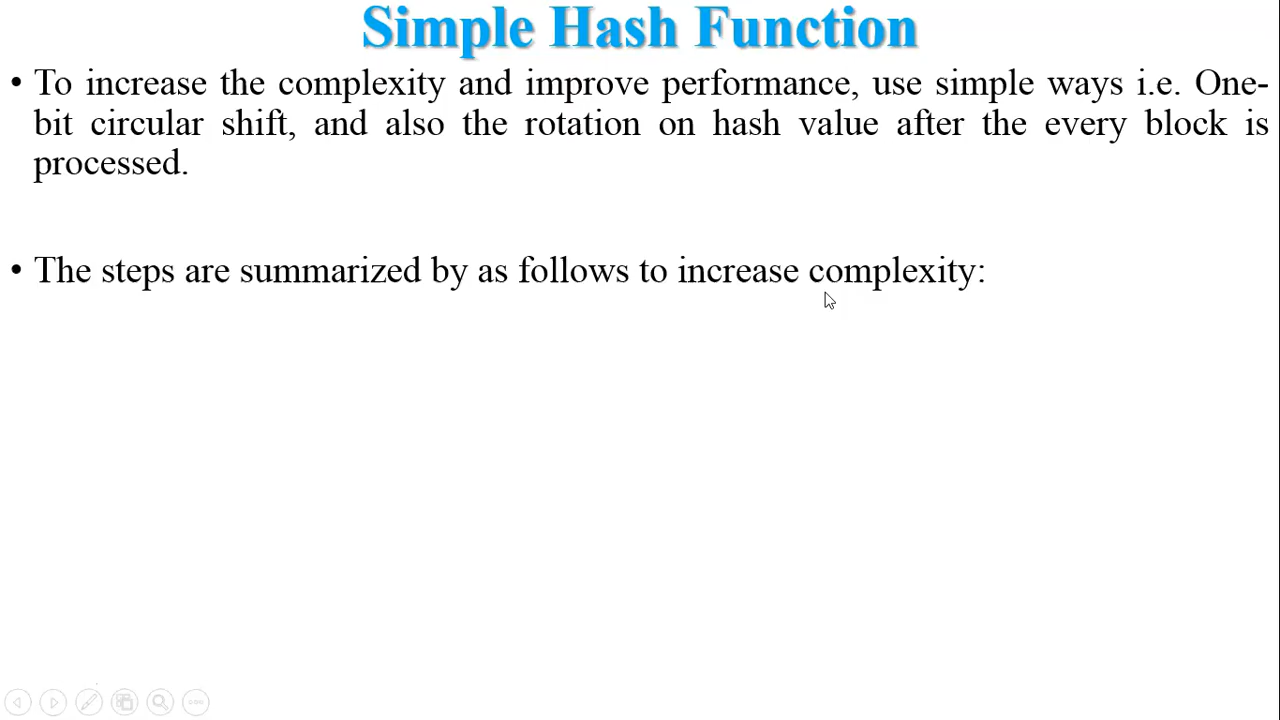 Simple Hash Function
• To increase the complexity and improve performance, use simple ways i.e. One-
bit circular shift, and also the rotation on hash value after the every block is
processed.
• The steps are summarized by as follows to increase complexity: